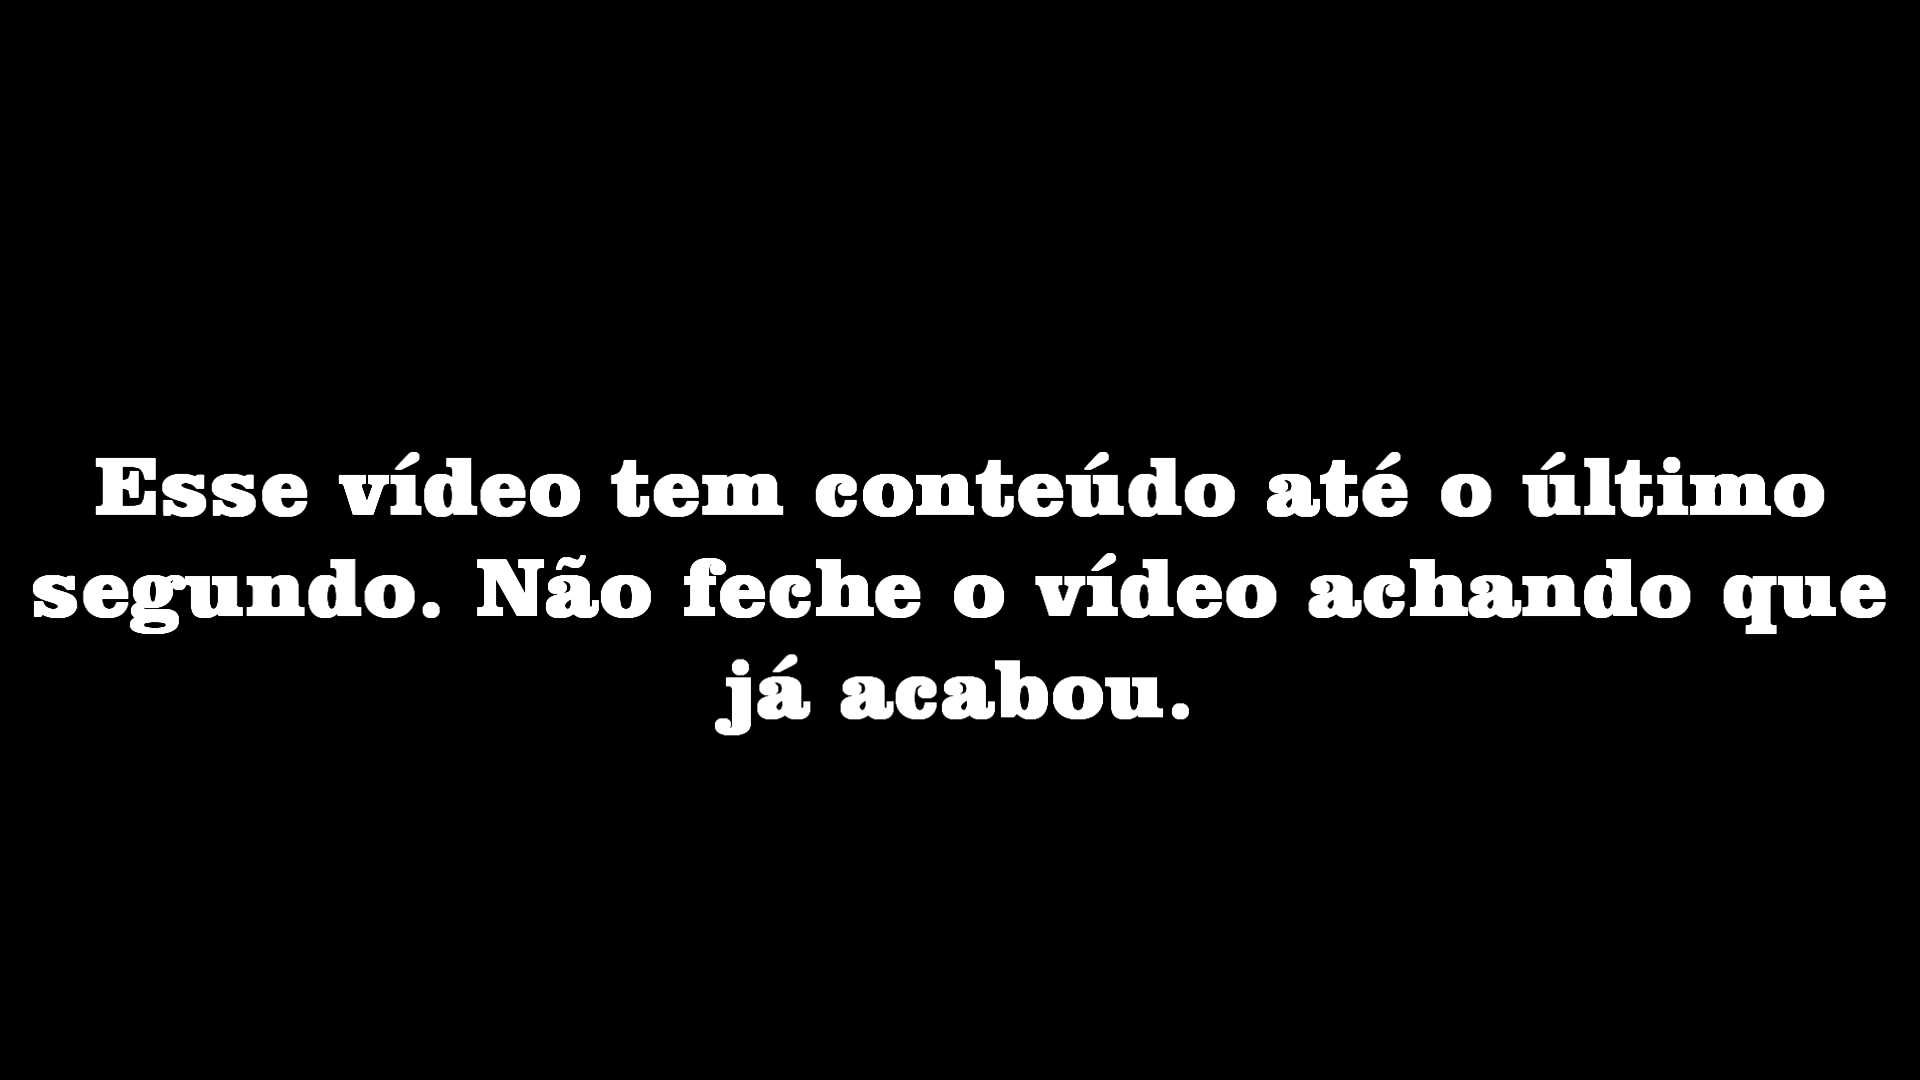 Esse vídeo tem conteúdo até o último
segundo. Não feche o vídeo achando que
já acabou.